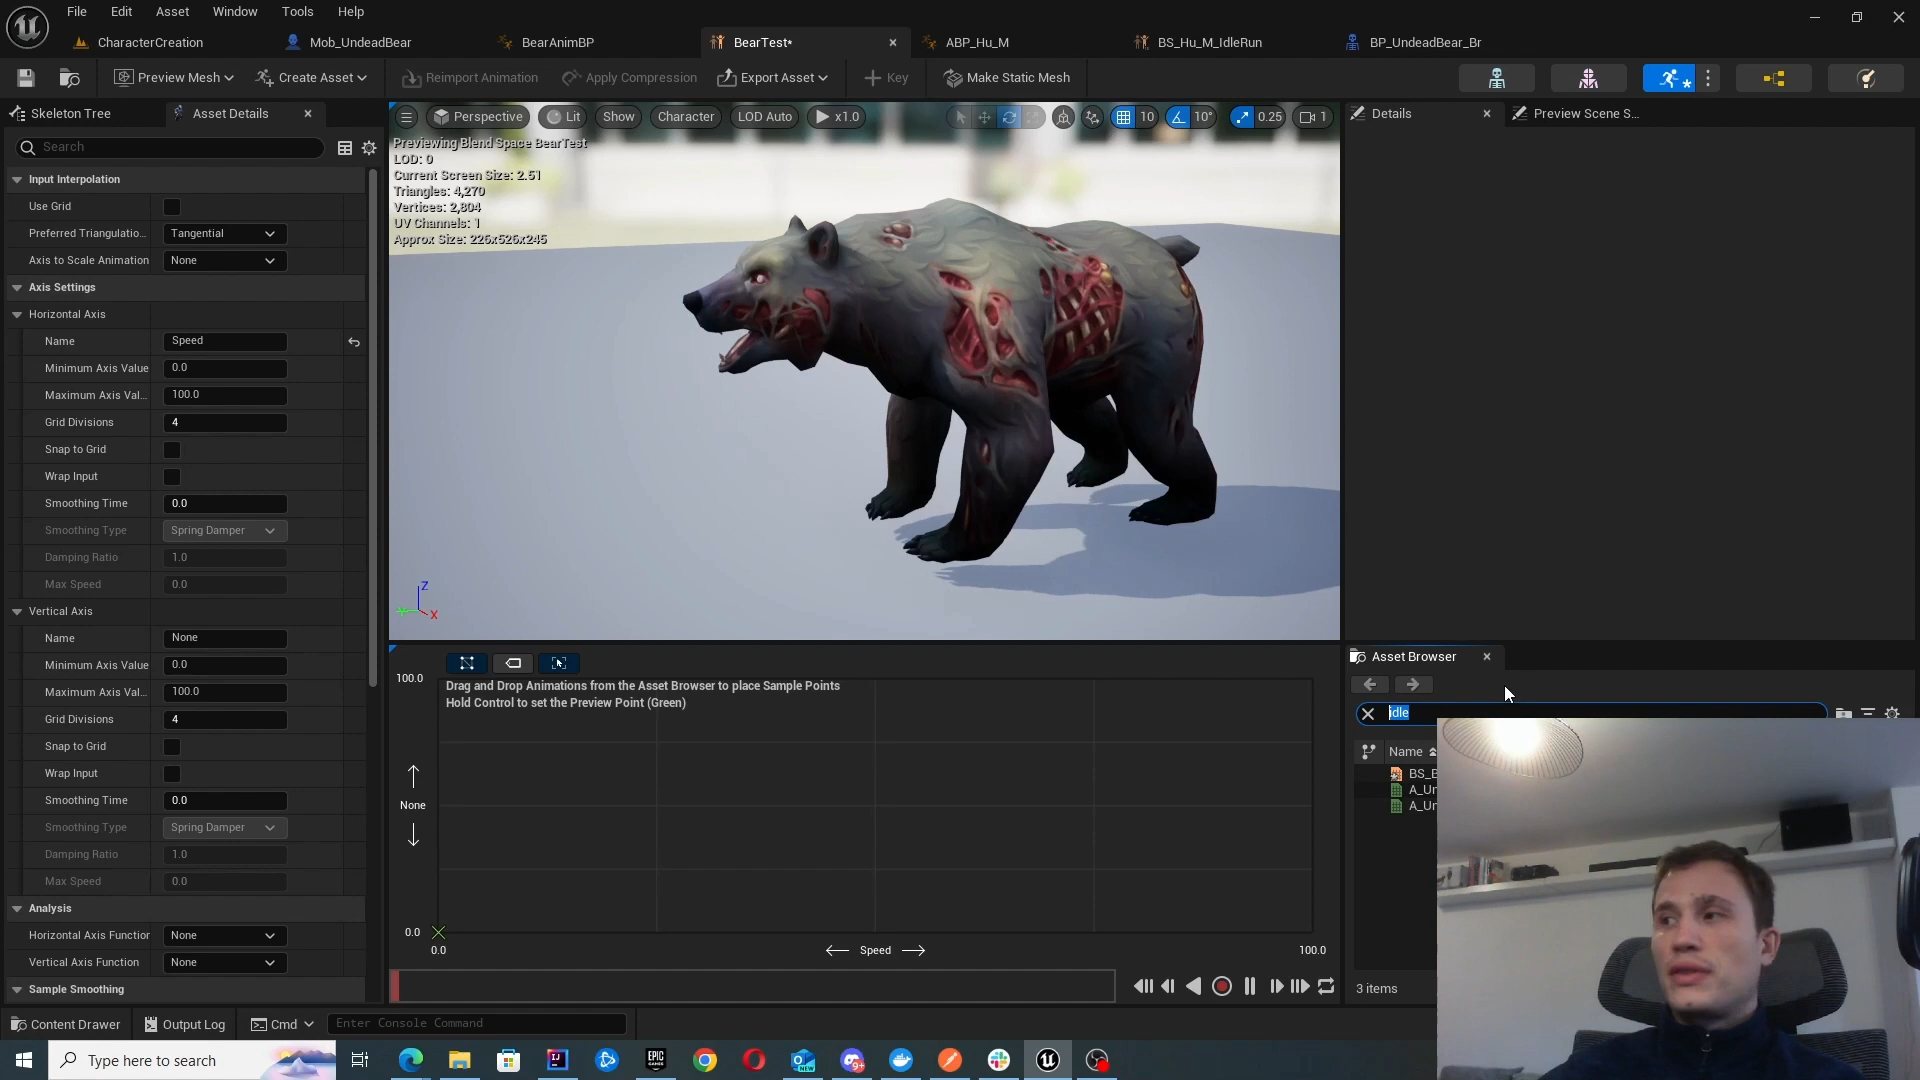 File Edit Asset Window Tools Help
CharacterCreation Mob_UndeadBear BearAnimBP BearTest* ABP_Hu_M BS_Hu_M_IdleRun BP_UndeadBear_Br
Preview Mesh Create Asset Reimport Animation Apply Compression Export Asset Key Make Static Mesh
Skeleton Tree Asset Details
Search
Input Interpolation
Use Grid
Preferred Triangulatio... Tangential
Axis to Scale Animation None
Axis Settings
Horizontal Axis
Name Speed
Minimum Axis Value 0.0
Maximum Axis Val... 100.0
Grid Divisions 4
Snap to Grid
Wrap Input
Smoothing Time 0.0
Smoothing Type Spring Damper
Damping Ratio 1.0
Max Speed 0.0
Vertical Axis
Name None
Minimum Axis Value 0.0
Maximum Axis Val... 100.0
Grid Divisions 4
Snap to Grid
Wrap Input
Smoothing Time 0.0
Smoothing Type Spring Damper
Damping Ratio 1.0
Max Speed 0.0
Analysis
Horizontal Axis Function None
Vertical Axis Function None
Sample Smoothing
Perspective Lit Show Character LOD Auto x1.0 10 10° 0.25 1
Previewing Blend Space BearTest
LOD: 0
Current Screen Size: 2.51
Triangles: 4,270
Vertices: 2,804
UV Channels: 1
Approx Size: 226x526x245
Z
X
100.0
Drag and Drop Animations from the Asset Browser to place Sample Points
Hold Control to set the Preview Point (Green)
None
0.0
0.0 Speed 100.0
Details Preview Scene S...
Asset Browser
idle
Name
BS_B
A_Un
A_Un
3 items
Content Drawer Output Log Cmd Enter Console Command
Type here to search
EPIC GAMES
NEW
9+